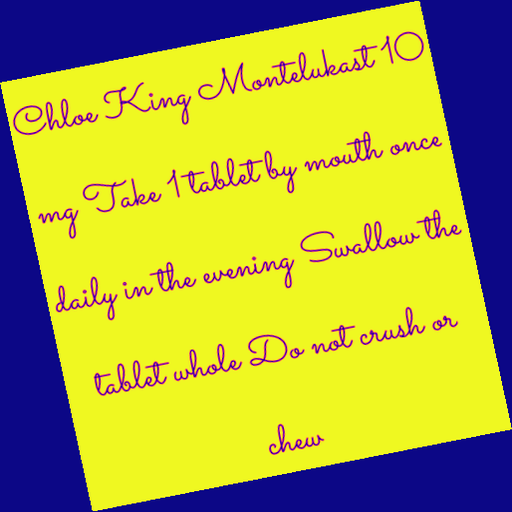 Chloe King Montelukast 10
mg Take 1 tablet by mouth once
daily in the evening Swallow the
tablet whole Do not crush or
chew